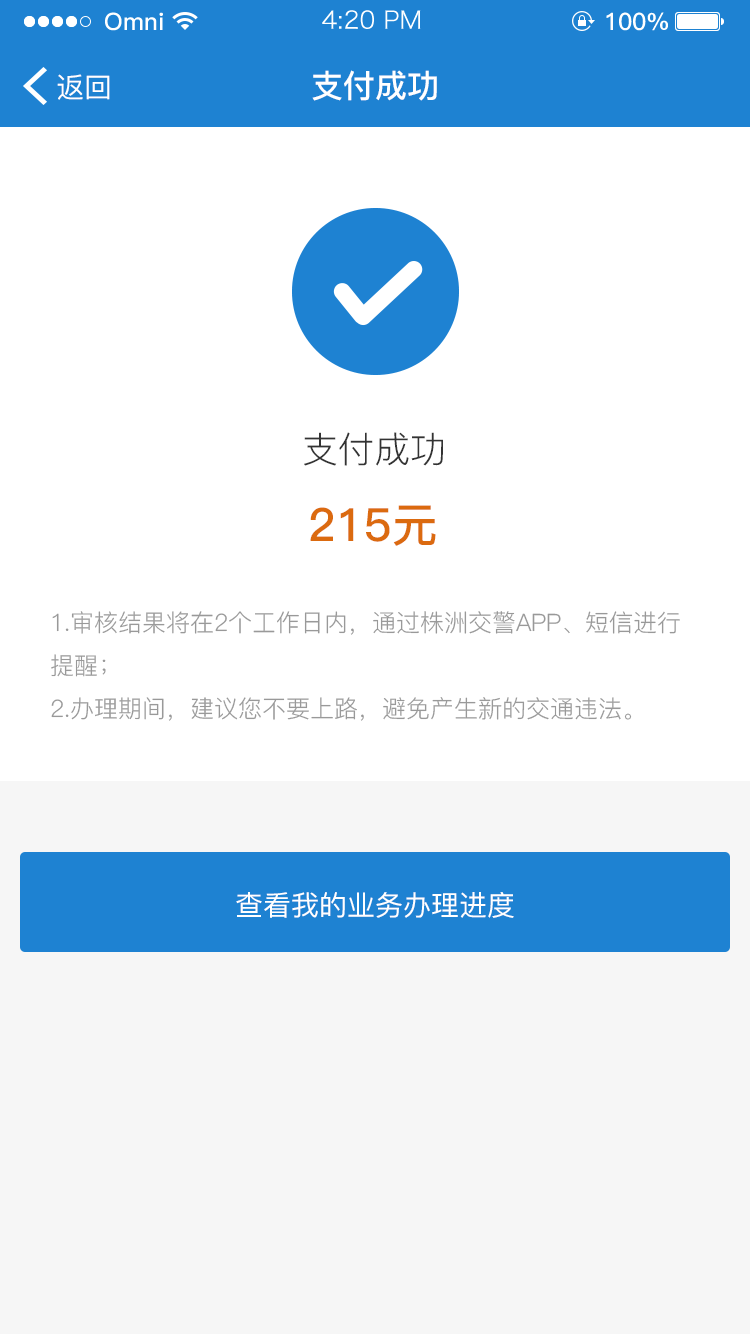 Omni 4:20 PM 100%
返回 支付成功
支付成功
215元
1.审核结果将在2个工作日内，通过株洲交警APP、短信进行
提醒；
2.办理期间，建议您不要上路，避免产生新的交通违法。
查看我的业务办理进度